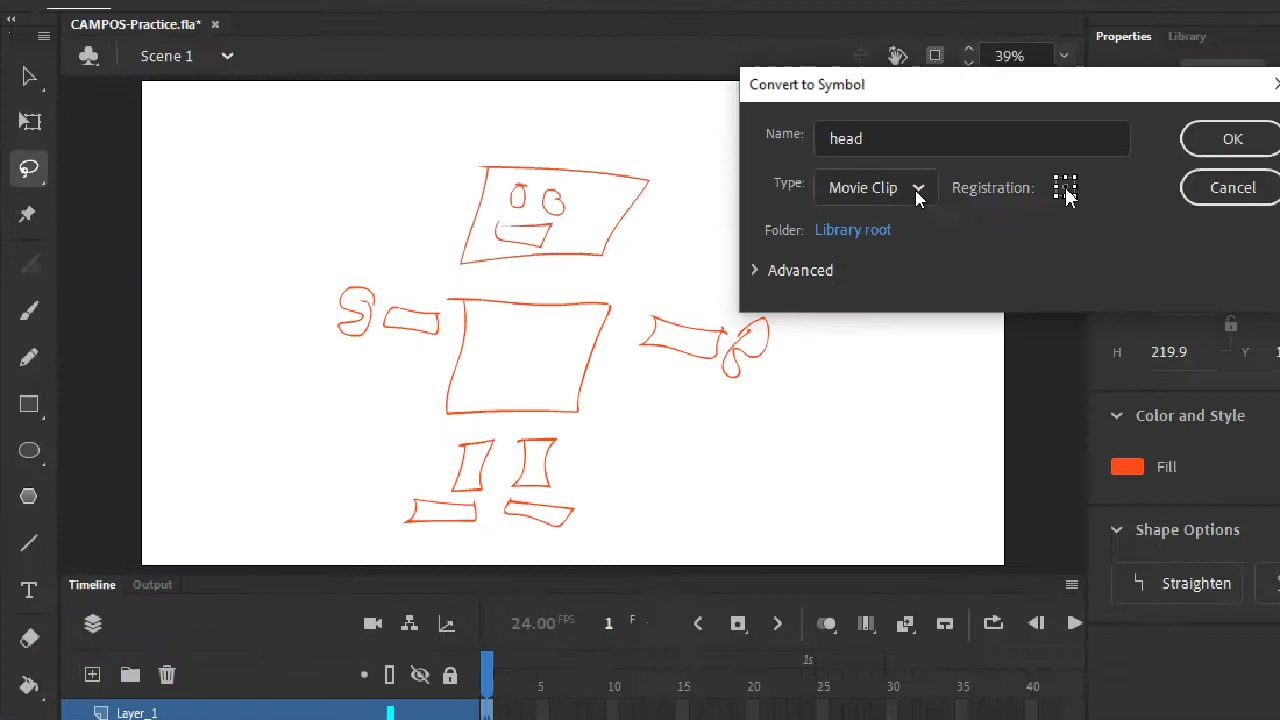 CAMPOS-Practice.fla*
Scene 1
39%
Properties
Library
Convert to Symbol
Name:
head
OK
Type:
Movie Clip
Registration:
Cancel
Folder:
Library root
Advanced
H
219.9
Y
1
Color and Style
Fill
Shape Options
Straighten
S
T
Timeline
Output
24.00 FPS
1
F
1s
5
10
15
20
25
30
35
40
Layer_1